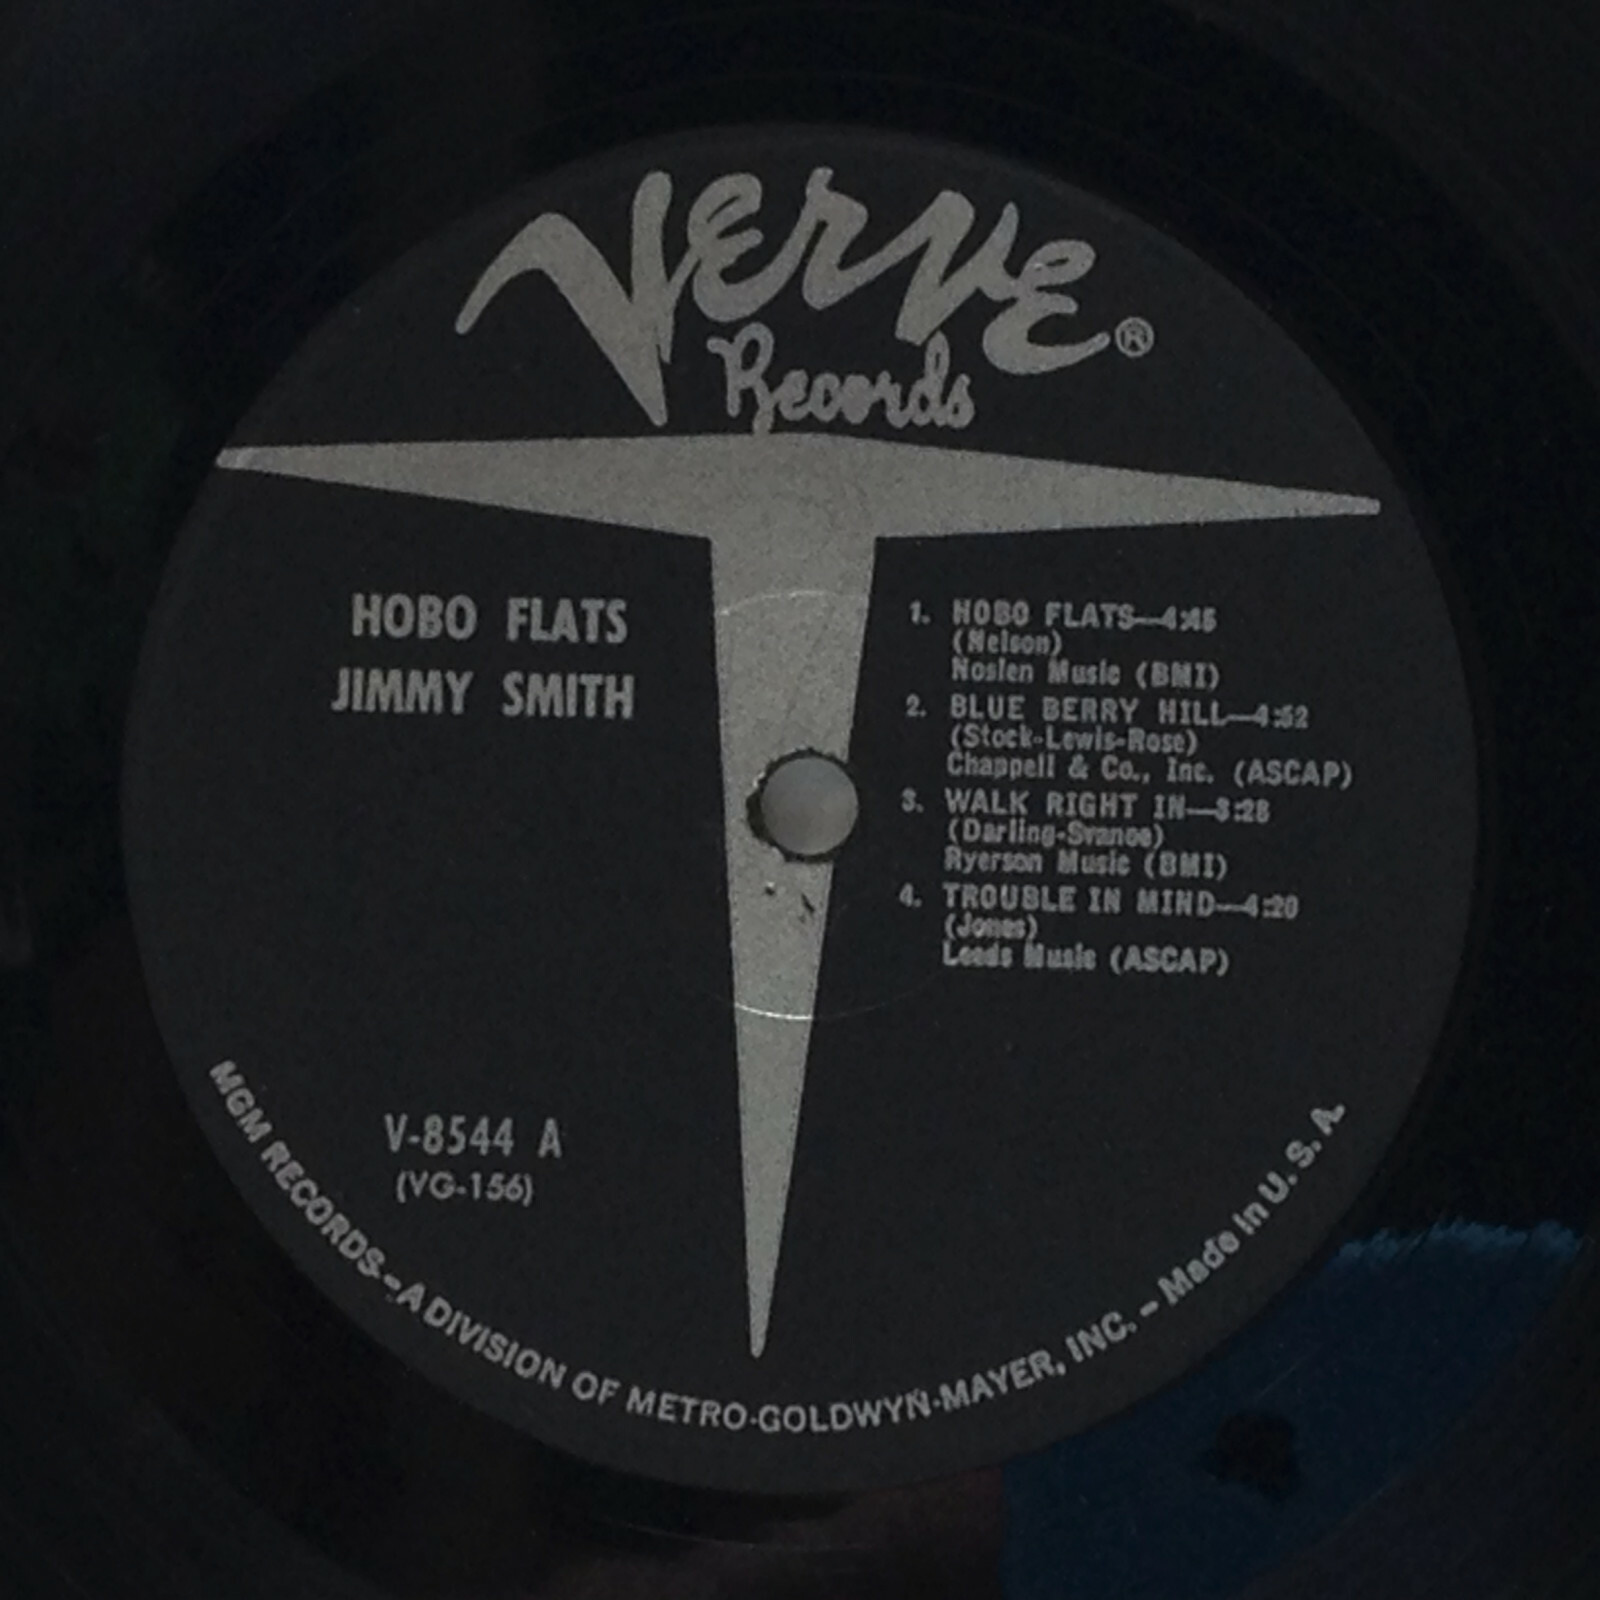 Verve®
Records
HOBO FLATS
JIMMY SMITH
1. HOBO FLATS—4:45
(Nelson)
Noslen Music (BMI)
2. BLUE BERRY HILL—4:52
(Stock-Lewis-Rose)
Chappell & Co., Inc. (ASCAP)
3. WALK RIGHT IN—3:28
(Darling-Svanoe)
Ryerson Music (BMI)
4. TROUBLE IN MIND—4:20
(Jones)
Leeds Music (ASCAP)
V-8544 A
(VG-156)
MGM RECORDS – A DIVISION OF METRO-GOLDWYN-MAYER, INC. – Made in U. S. A.